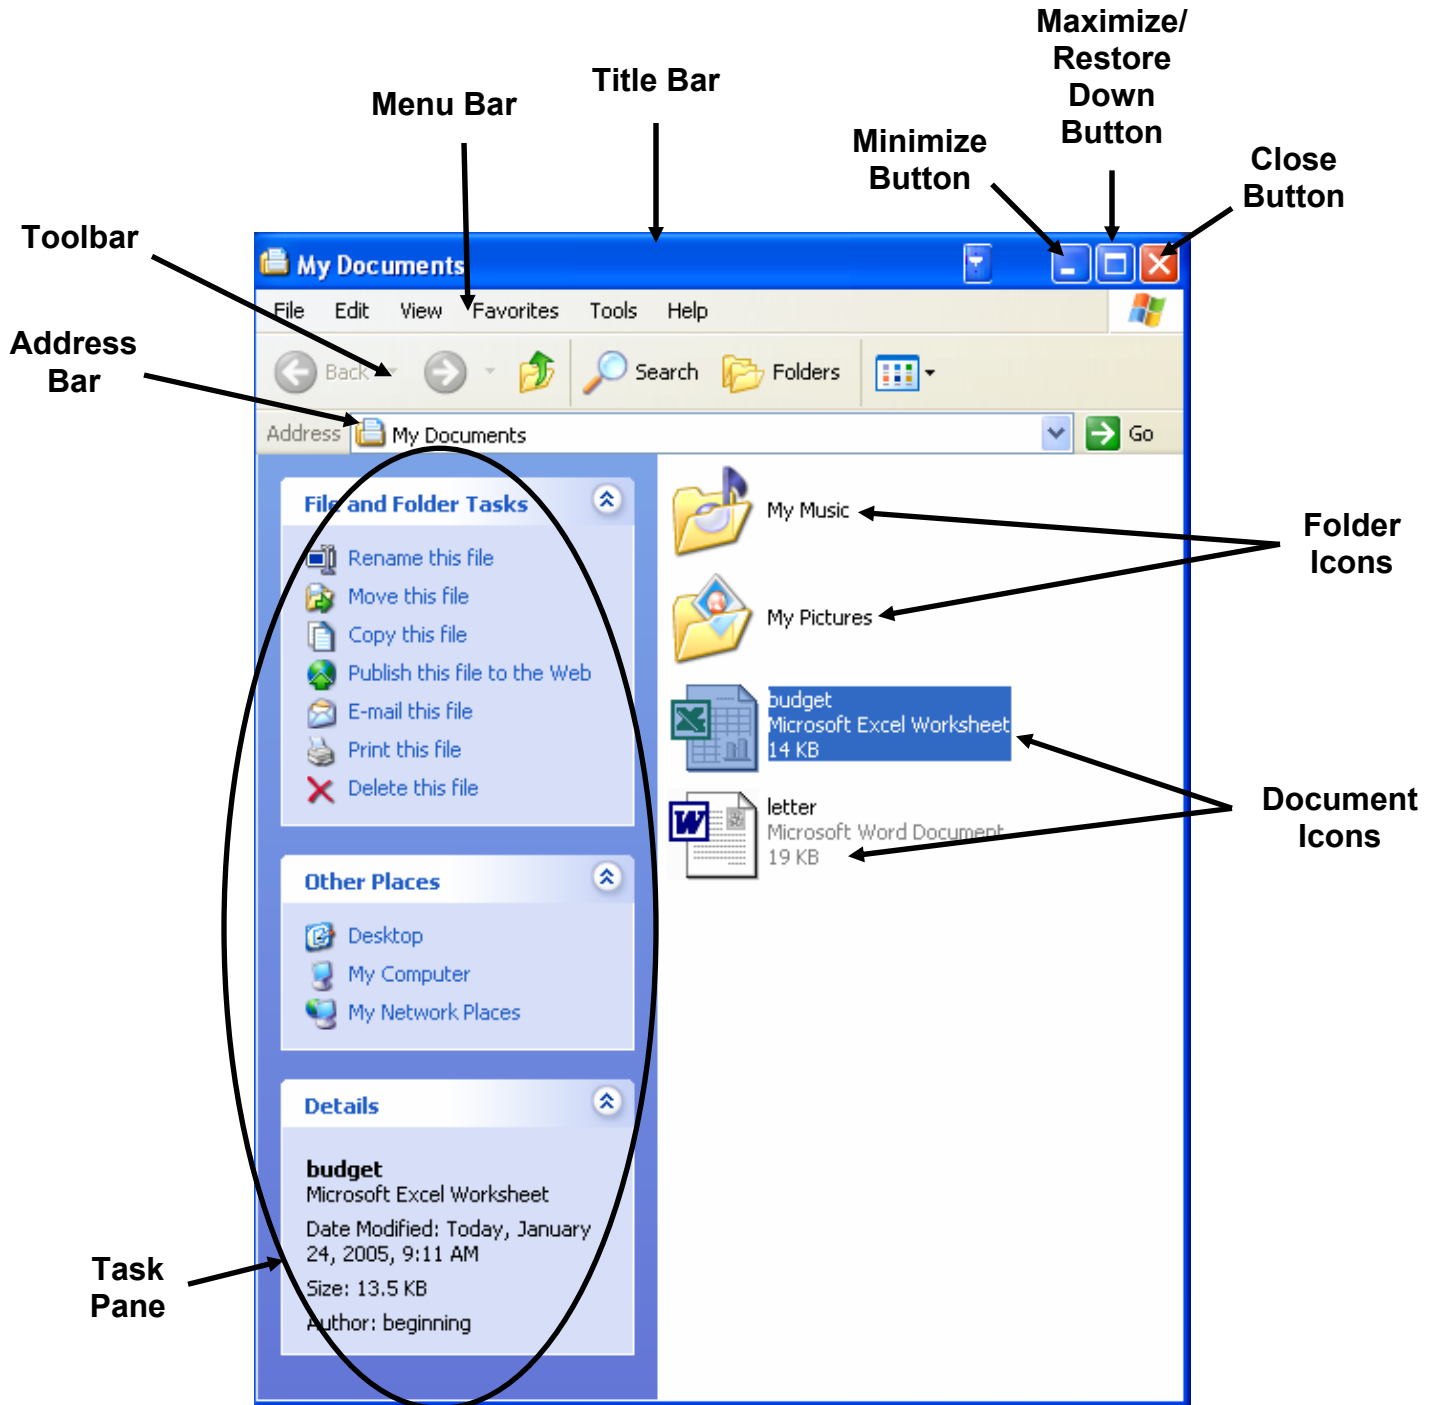 Maximize/
Restore
Down
Button
Title Bar
Menu Bar
Minimize
Button
Close
Button
Toolbar
Address
Bar
My Documents
File Edit View Favorites Tools Help
Back Search Folders
Address My Documents Go
File and Folder Tasks
Rename this file
Move this file
Copy this file
Publish this file to the Web
E-mail this file
Print this file
Delete this file
Other Places
Desktop
My Computer
My Network Places
Details
budget
Microsoft Excel Worksheet
Date Modified: Today, January
24, 2005, 9:11 AM
Size: 13.5 KB
Author: beginning
My Music
My Pictures
budget
Microsoft Excel Worksheet
14 KB
letter
Microsoft Word Document
19 KB
Folder
Icons
Document
Icons
Task
Pane